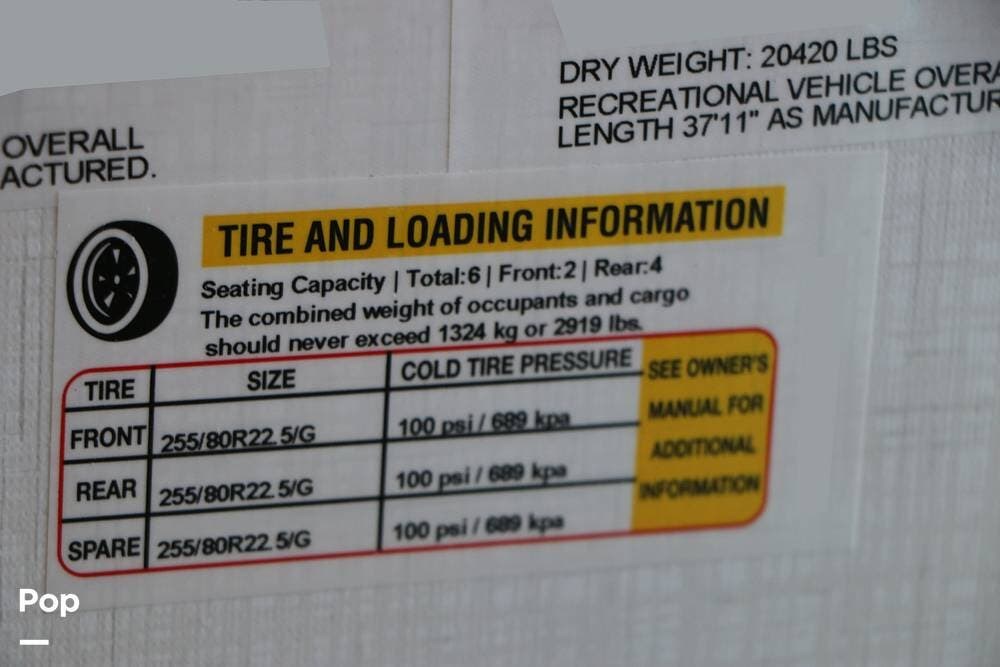 DRY WEIGHT: 20420 LBS
RECREATIONAL VEHICLE OVERA
LENGTH 37'11" AS MANUFACTUR
OVERALL
ACTURED.
TIRE AND LOADING INFORMATION
Seating Capacity | Total:6 | Front:2 | Rear:4
The combined weight of occupants and cargo
should never exceed 1324 kg or 2919 lbs.
TIRE SIZE COLD TIRE PRESSURE SEE OWNER'S
MANUAL FOR
ADDITIONAL
INFORMATION
FRONT 255/80R22.5/G 100 psi / 689 kpa
REAR 255/80R22.5/G 100 psi / 689 kpa
SPARE 255/80R22.5/G 100 psi / 689 kpa
Pop